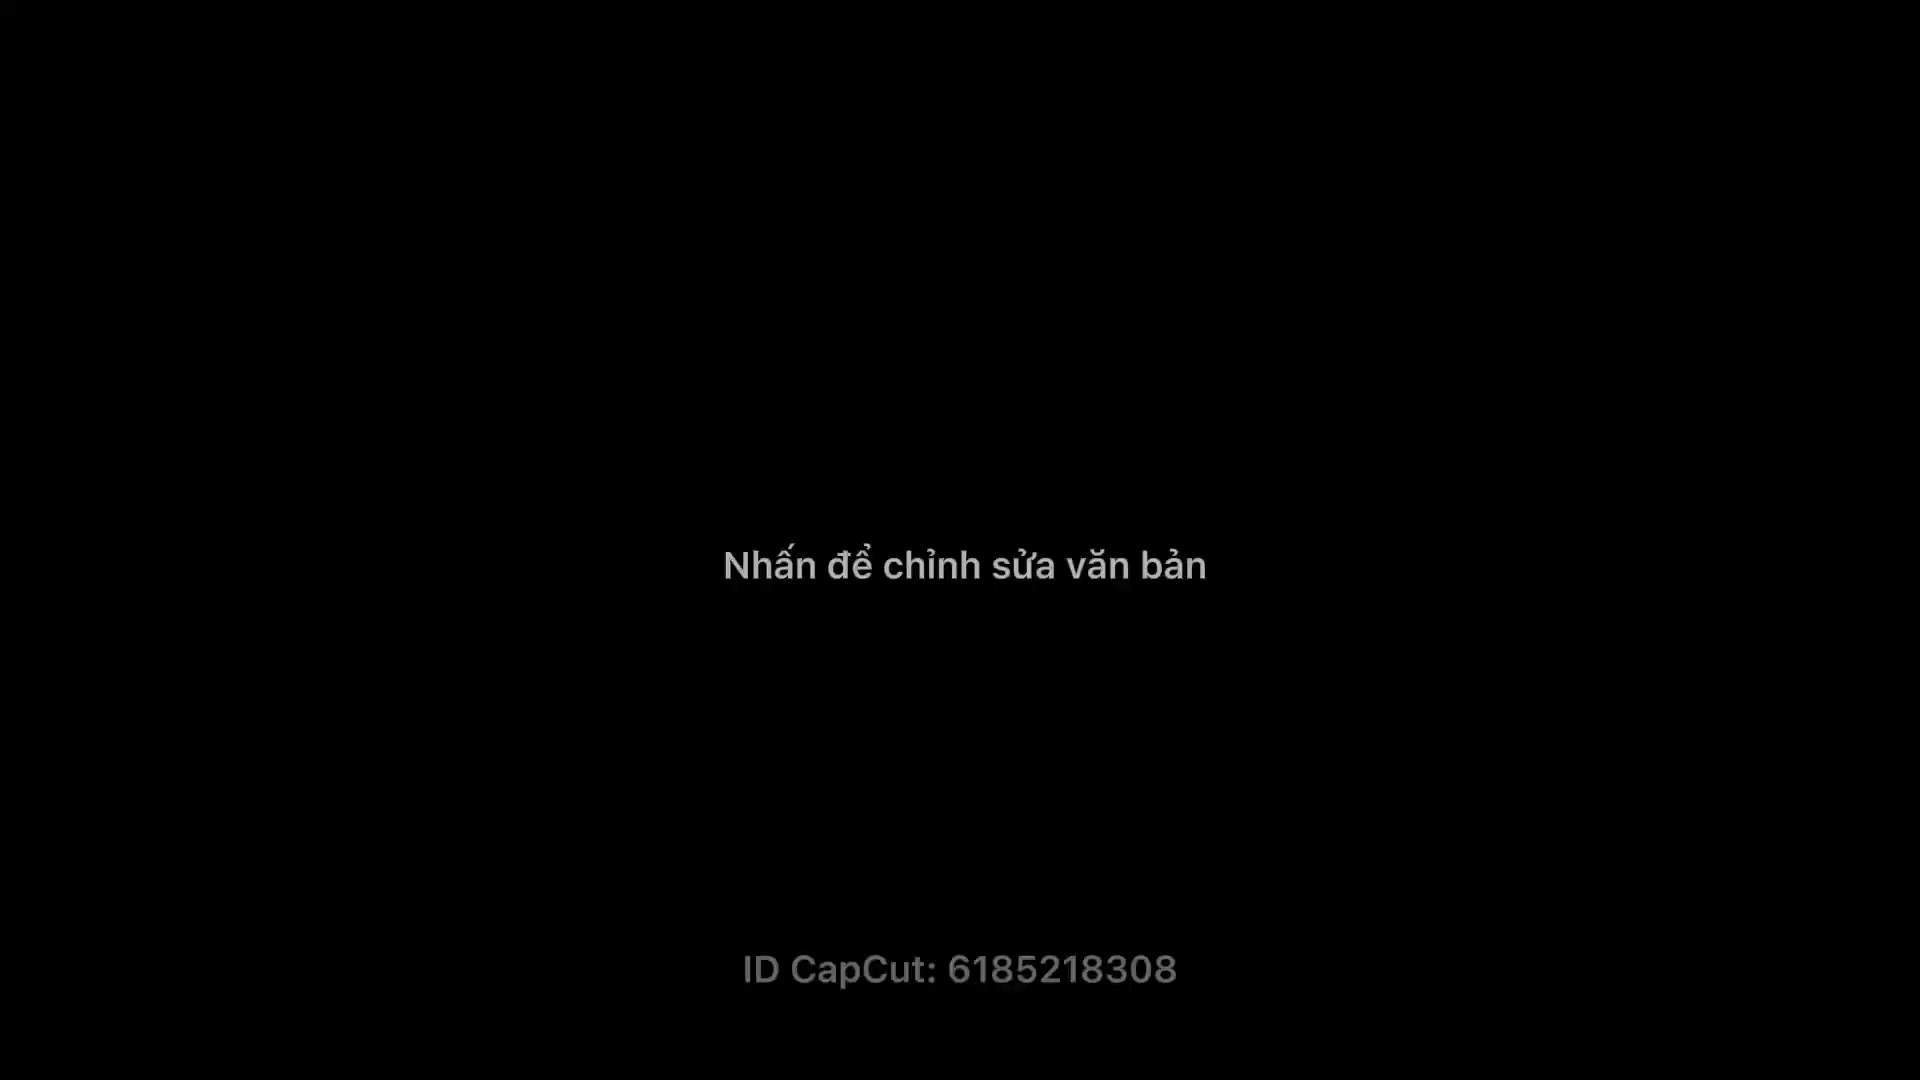 Nhấn để chỉnh sửa văn bản
ID CapCut: 6185218308